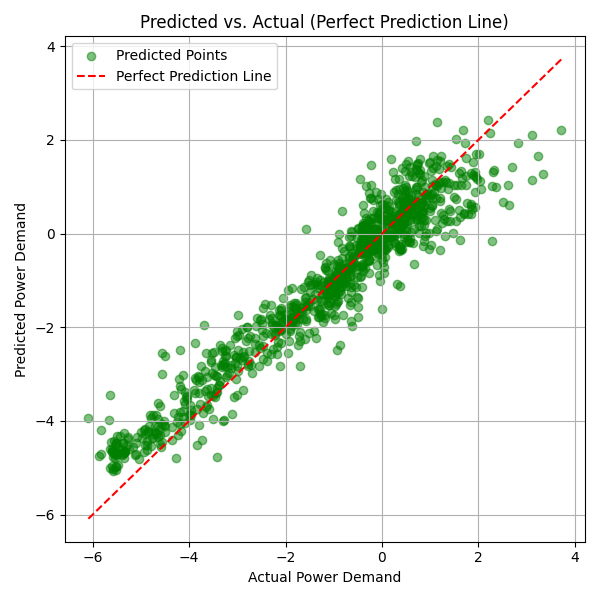 Predicted vs. Actual (Perfect Prediction Line)
Predicted Points
Perfect Prediction Line
4
2
0
−2
−4
−6
Predicted Power Demand
−6 −4 −2 0 2 4
Actual Power Demand